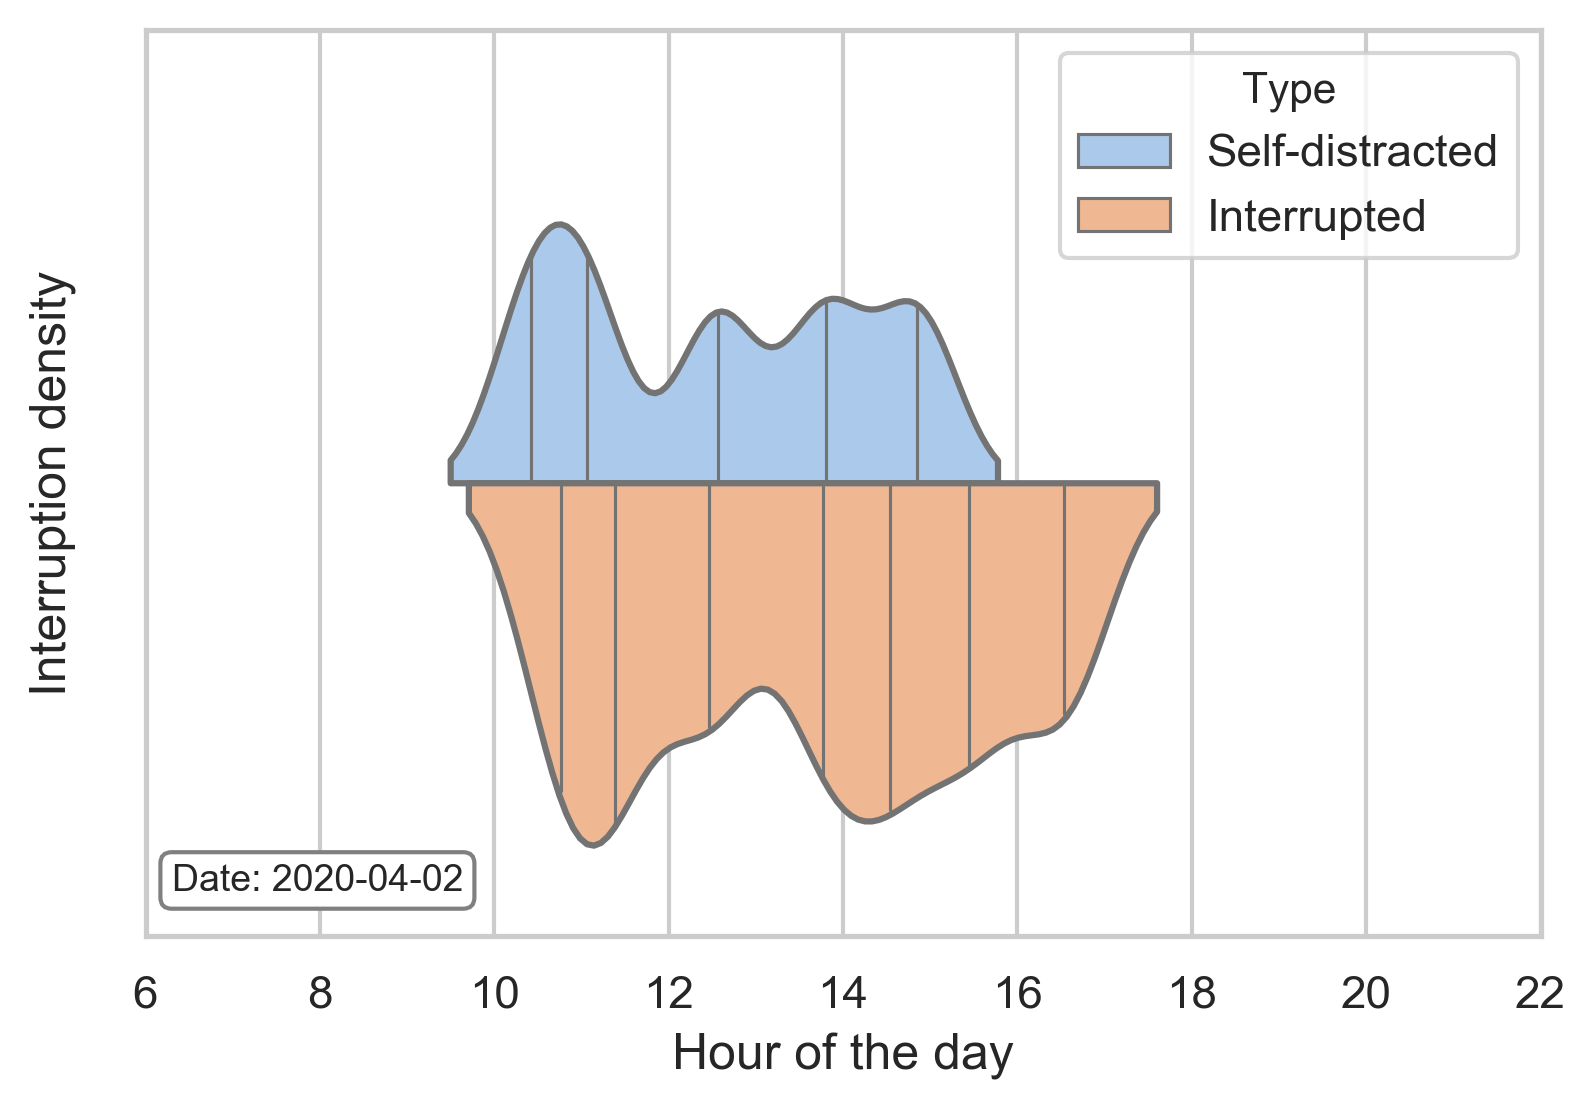 Type
Self-distracted
Interrupted
Interruption density
Date: 2020-04-02
6 8 10 12 14 16 18 20 22
Hour of the day